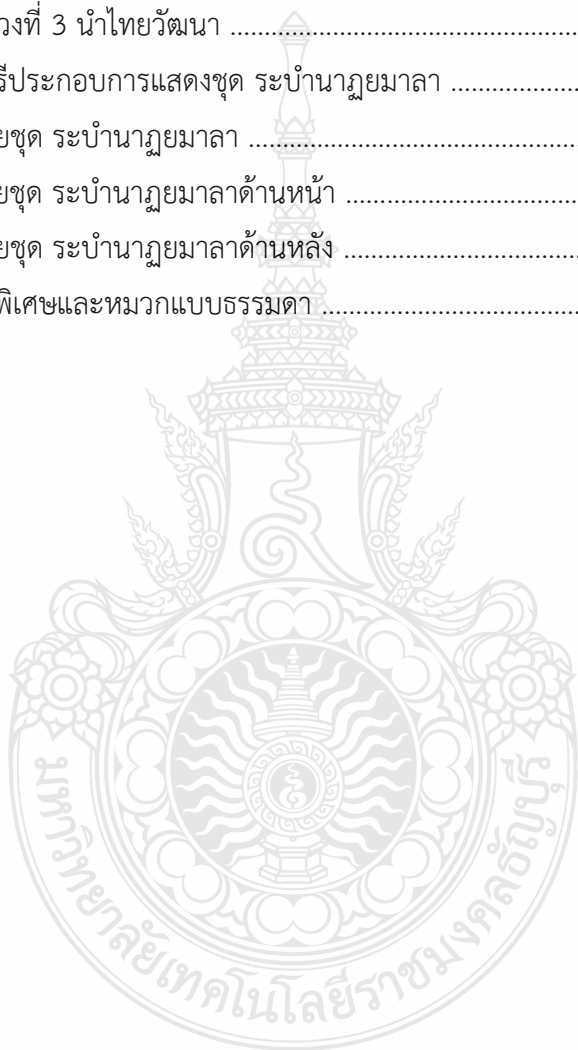 วงที่ 3 นำไทยวัฒนา ......................................................
รีประกอบการแสดงชุด ระบำนาฏยมาลา .....................
ยชุด ระบำนาฏยมาลา ...................................................
ยชุด ระบำนาฏยมาลาด้านหน้า .....................................
ยชุด ระบำนาฏยมาลาด้านหลัง .....................................
พิเศษและหมวกแบบธรรมดา .........................................
มหาวิทยาลัยเทคโนโลยีราชมงคลธัญบุรี